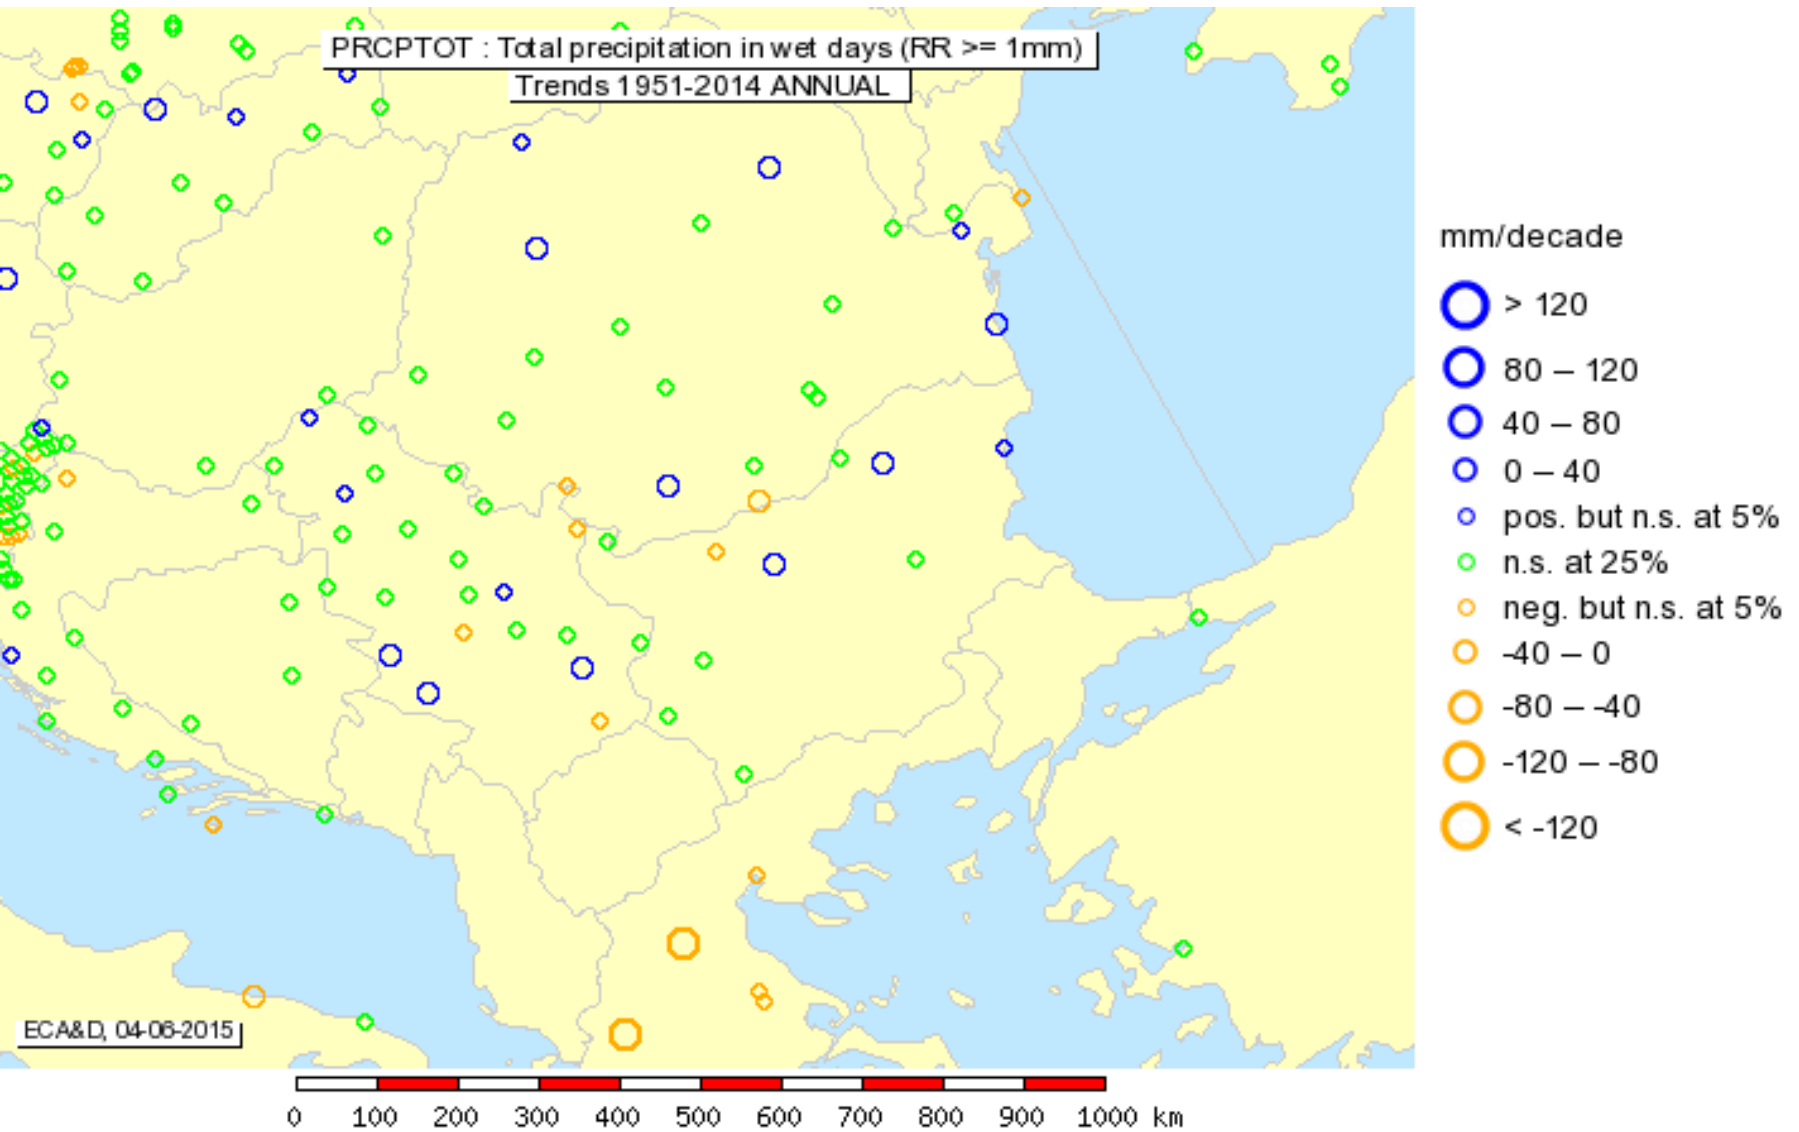 PRCPTOT : Total precipitation in wet days (RR >= 1mm)
Trends 1951-2014 ANNUAL
mm/decade
> 120
80 – 120
40 – 80
0 – 40
pos. but n.s. at 5%
n.s. at 25%
neg. but n.s. at 5%
-40 – 0
-80 – -40
-120 – -80
< -120
ECA&D, 04-06-2015
0 100 200 300 400 500 600 700 800 900 1000 km